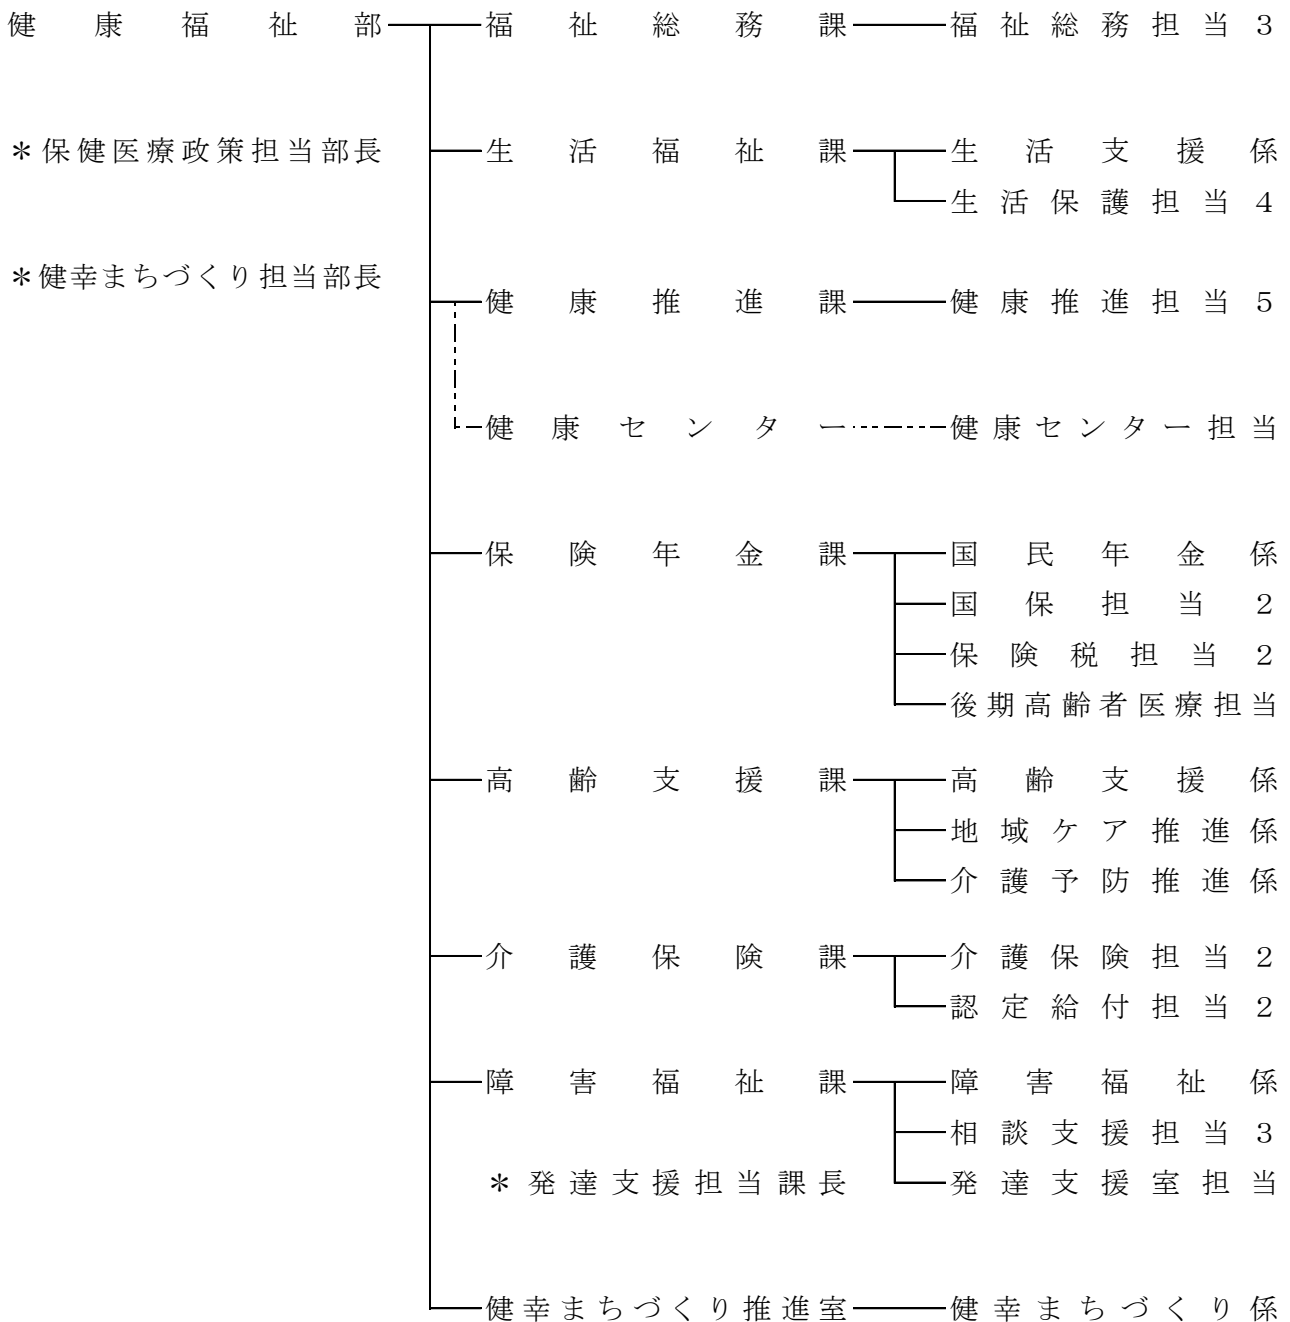 健康福祉部 福祉総務課 福祉総務担当3
＊保健医療政策担当部長 生活福祉課 生活支援係
生活保護担当4
＊健幸まちづくり担当部長
健康推進課 健康推進担当5
健康センター 健康センター担当
保険年金課 国民年金係
国保担当2
保険税担当2
後期高齢者医療担当
高齢支援課 高齢支援係
地域ケア推進係
介護予防推進係
介護保険課 介護保険担当2
認定給付担当2
障害福祉課 障害福祉係
相談支援担当3
＊発達支援担当課長 発達支援室担当
健幸まちづくり推進室 健幸まちづくり係